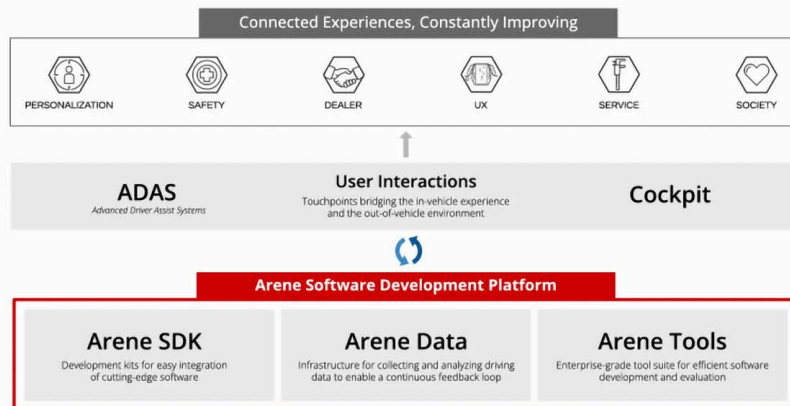 Connected Experiences, Constantly Improving
PERSONALIZATION
SAFETY
DEALER
UX
SERVICE
SOCIETY
ADAS
Advanced Driver Assist Systems
User Interactions
Touchpoints bridging the in-vehicle experience
and the out-of-vehicle environment
Cockpit
Arene Software Development Platform
Arene SDK
Development kits for easy integration
of cutting-edge software
Arene Data
Infrastructure for collecting and analyzing driving
data to enable a continuous feedback loop
Arene Tools
Enterprise-grade tool suite for efficient software
development and evaluation